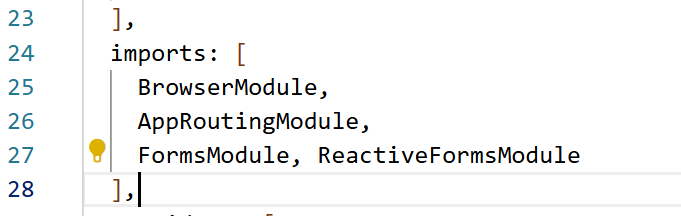 23 ],
24 imports: [
25 BrowserModule,
26 AppRoutingModule,
27 FormsModule, ReactiveFormsModule
28 ],